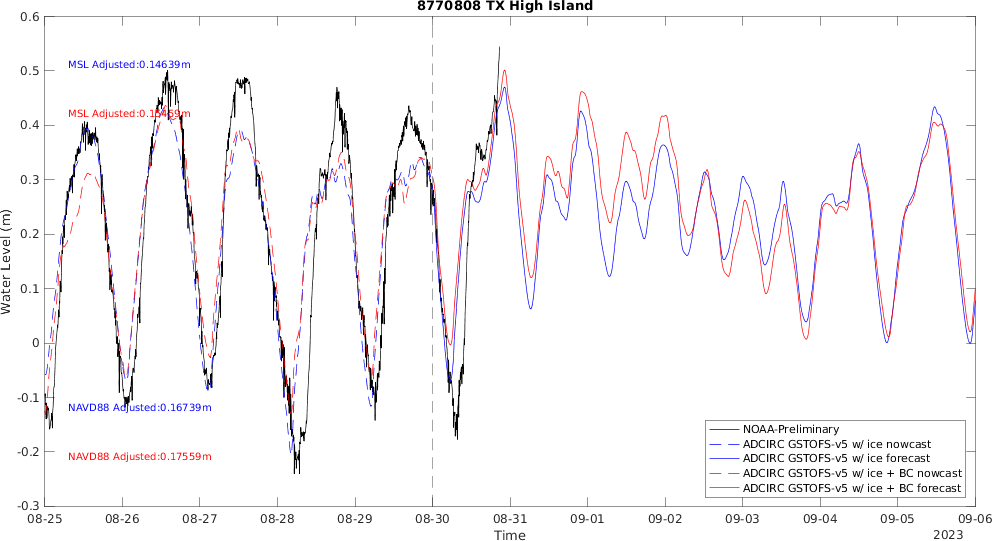 8770808 TX High Island
0.6
0.5
0.4
0.3
0.2
0.1
0
-0.1
-0.2
-0.3
Water Level (m)
MSL Adjusted:0.14639m
MSL Adjusted:0.15459m
NAVD88 Adjusted:0.16739m
NAVD88 Adjusted:0.17559m
NOAA-Preliminary
ADCIRC GSTOFS-v5 w/ ice nowcast
ADCIRC GSTOFS-v5 w/ ice forecast
ADCIRC GSTOFS-v5 w/ ice + BC nowcast
ADCIRC GSTOFS-v5 w/ ice + BC forecast
08-25 08-26 08-27 08-28 08-29 08-30 08-31 09-01 09-02 09-03 09-04 09-05 09-06
Time
2023